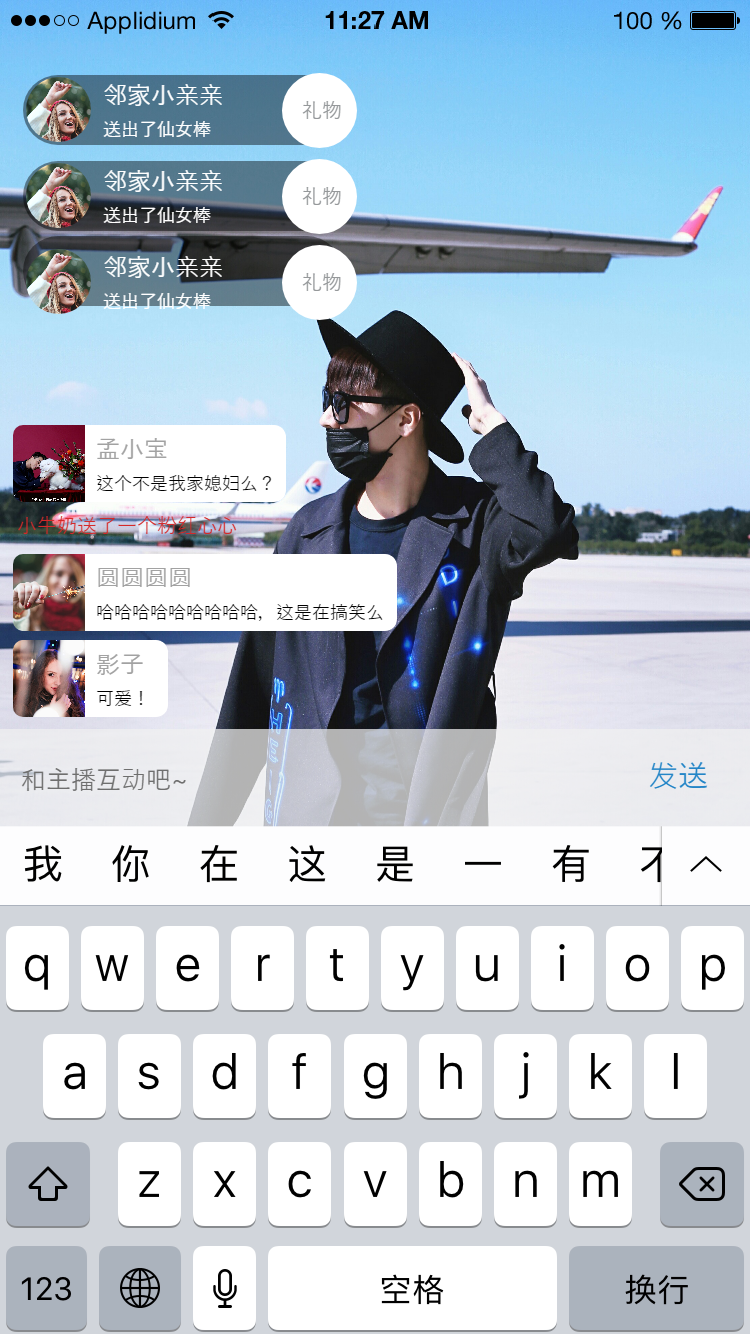 Applidium 11:27 AM 100 %
邻家小亲亲
送出了仙女棒
礼物
邻家小亲亲
送出了仙女棒
礼物
邻家小亲亲
送出了仙女棒
礼物
孟小宝
这个不是我家媳妇么？
小牛奶送了一个粉红心心
圆圆圆圆
哈哈哈哈哈哈哈哈哈，这是在搞笑么
影子
可爱！
和主播互动吧~ 发送
我 你 在 这 是 一 有
q w e r t y u i o p
a s d f g h j k l
z x c v b n m
123 空格 换行